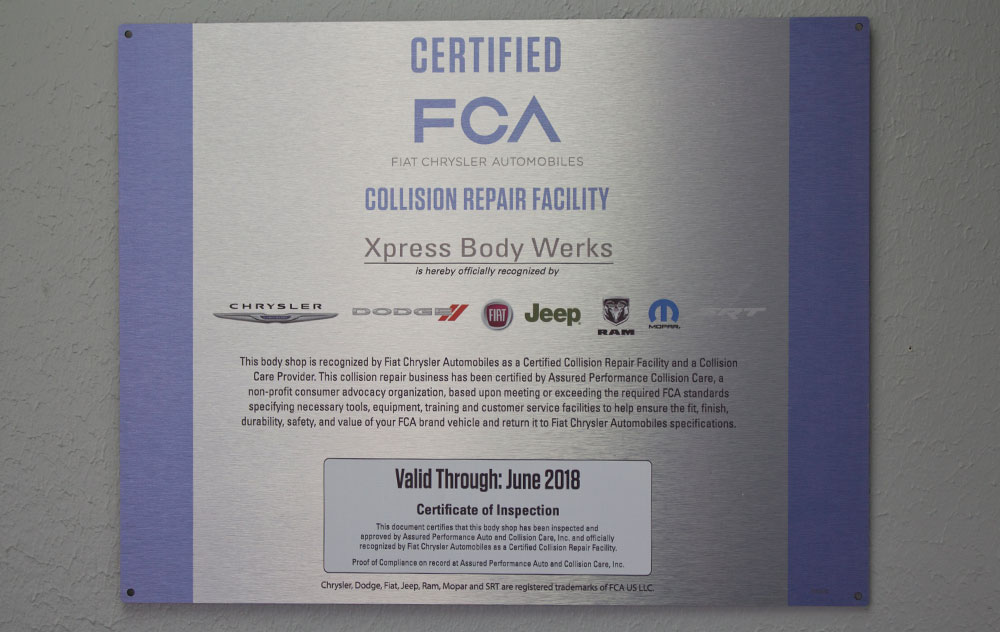 CERTIFIED
FCA
FIAT CHRYSLER AUTOMOBILES
COLLISION REPAIR FACILITY
Xpress Body Werks
is hereby officially recognized by
CHRYSLER DODGE FIAT Jeep RAM MOPAR SRT
This body shop is recognized by Fiat Chrysler Automobiles as a Certified Collision Repair Facility and a Collision
Care Provider. This collision repair business has been certified by Assured Performance Collision Care, a
non-profit consumer advocacy organization, based upon meeting or exceeding the required FCA standards
specifying necessary tools, equipment, training and customer service facilities to help ensure the fit, finish,
durability, safety, and value of your FCA brand vehicle and return it to Fiat Chrysler Automobiles specifications.
Valid Through: June 2018
Certificate of Inspection
This document certifies that this body shop has been inspected and
approved by Assured Performance Auto and Collision Care, Inc. and officially
recognized by Fiat Chrysler Automobiles as a Certified Collision Repair Facility.
Proof of Compliance on record at Assured Performance Auto and Collision Care, Inc.
Chrysler, Dodge, Fiat, Jeep, Ram, Mopar and SRT are registered trademarks of FCA US LLC.